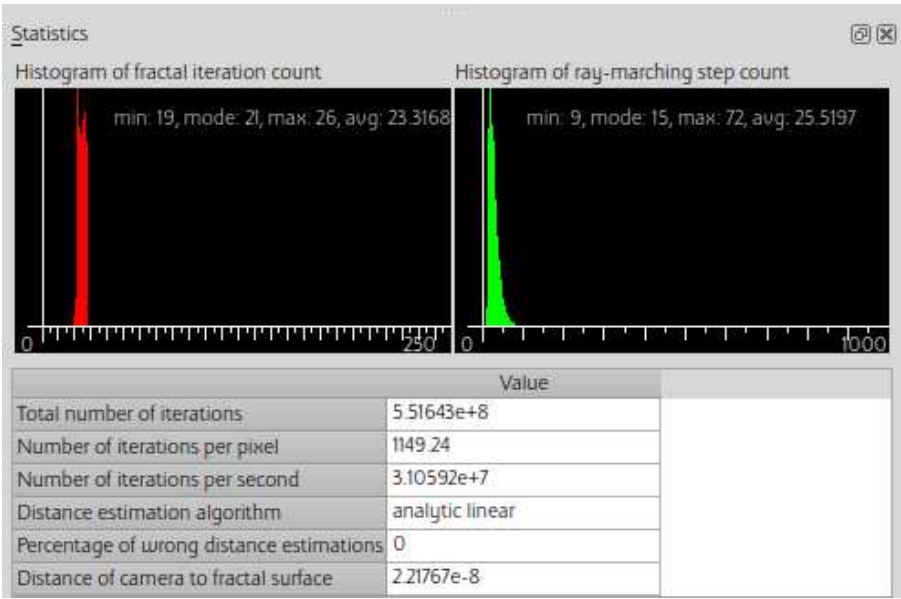 Statistics
Histogram of fractal iteration count
Histogram of ray-marching step count
min: 19, mode: 21, max: 26, avg: 23.3168
min: 9, mode: 15, max: 72, avg: 25.5197
0 250
0 1000
Value
Total number of iterations 5.51643e+8
Number of iterations per pixel 1149.24
Number of iterations per second 3.10592e+7
Distance estimation algorithm analytic linear
Percentage of wrong distance estimations 0
Distance of camera to fractal surface 2.21767e-8